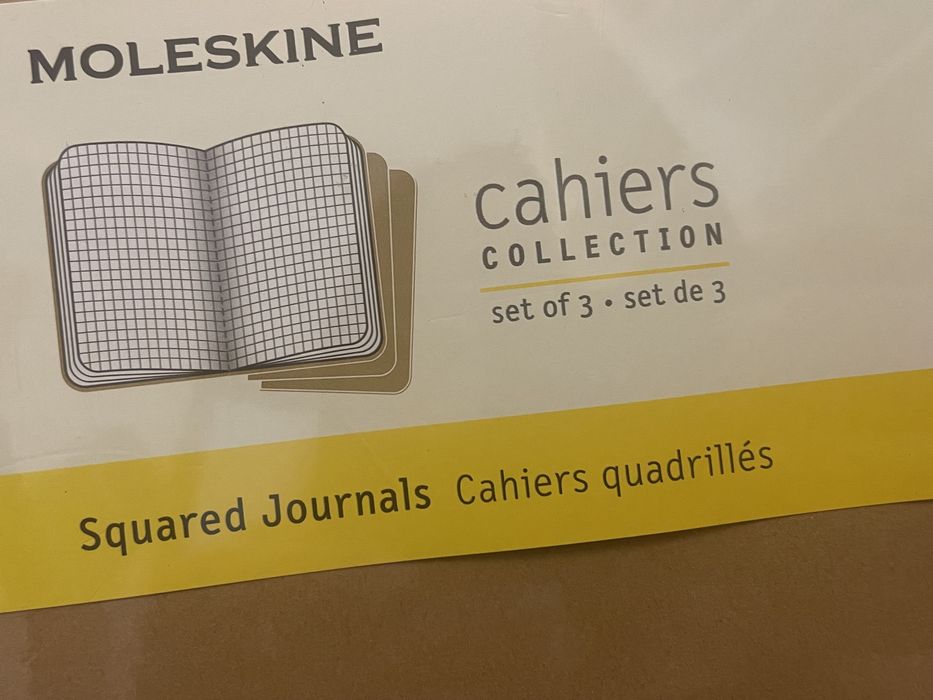 MOLESKINE
cahiers
COLLECTION
set of 3 • set de 3
Squared Journals Cahiers quadrillés